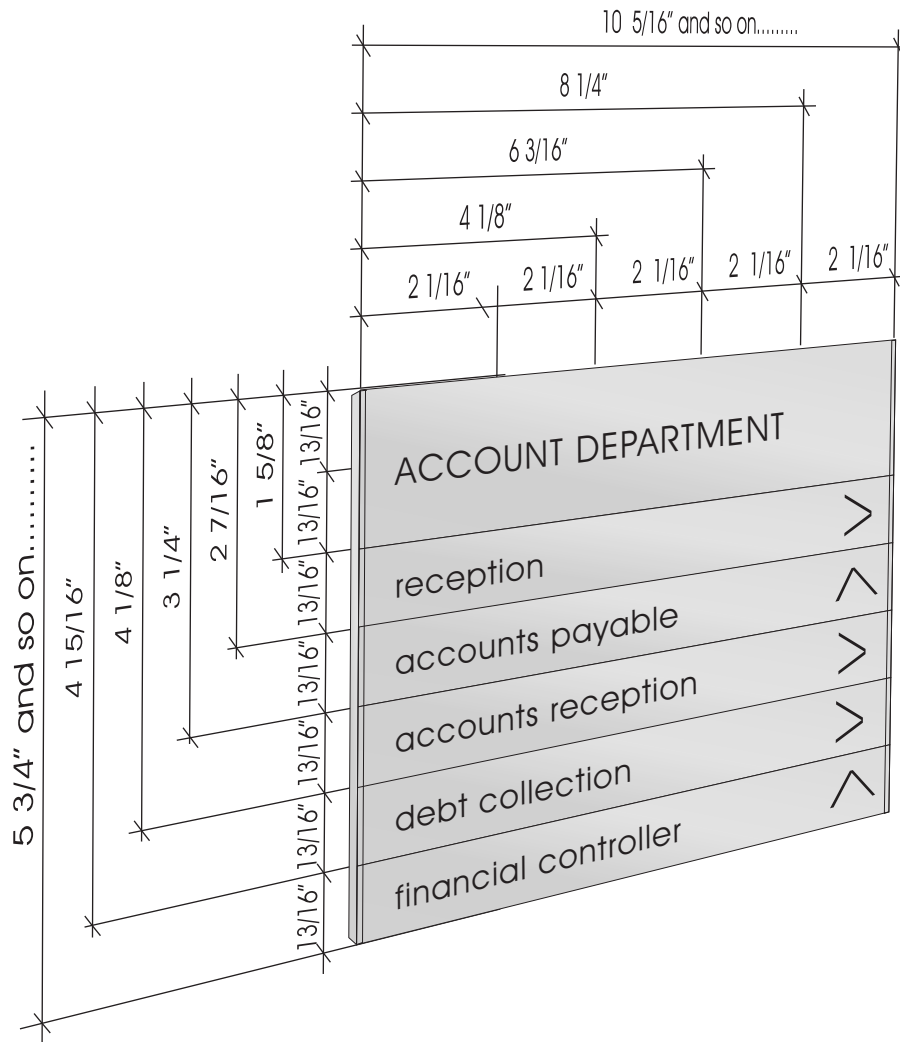 10 5/16" and so on.........
8 1/4"
6 3/16"
4 1/8"
2 1/16" 2 1/16" 2 1/16" 2 1/16" 2 1/16"
5 3/4" and so on..........
4 15/16"
4 1/8"
3 1/4"
2 7/16"
1 5/8"
13/16"
13/16"
13/16"
13/16"
13/16"
13/16"
13/16"
ACCOUNT DEPARTMENT
reception >
accounts payable
accounts reception >
debt collection >
financial controller